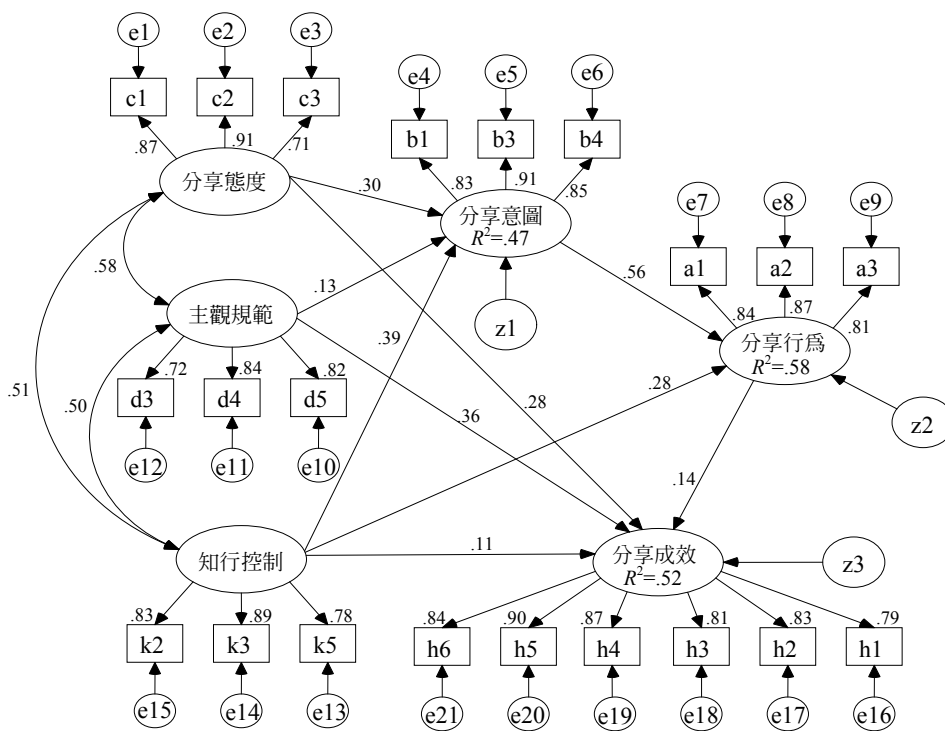 e1
e2
e3
c1
c2
c3
.87
.91
.71
分享態度
e4
e5
e6
b1
b3
b4
.83
.91
.85
分享意圖
R²=.47
z1
e7
e8
e9
a1
a2
a3
.84
.87
.81
分享行為
R²=.58
z2
.30
.13
.39
.56
.28
.28
.36
.14
.11
.58
.51
.50
主觀規範
.72
.84
.82
d3
d4
d5
e12
e11
e10
知行控制
.83
.89
.78
k2
k3
k5
e15
e14
e13
分享成效
R²=.52
z3
.84
.90
.87
.81
.83
.79
h6
h5
h4
h3
h2
h1
e21
e20
e19
e18
e17
e16